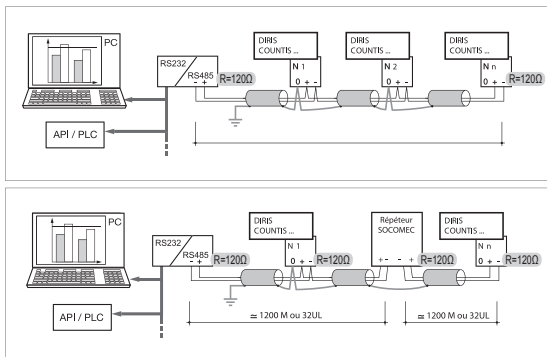 PC
RS232
RS485
- +
R=120Ω
API / PLC
DIRIS
COUNTIS ...
N 1
0 + -
DIRIS
COUNTIS ...
N 2
0 + -
DIRIS
COUNTIS ...
N n
0 + -
R=120Ω
PC
RS232
RS485
- +
R=120Ω
API / PLC
DIRIS
COUNTIS ...
N 1
0 + -
R=120Ω
Répéteur
SOCOMEC
+ - - +
R=120Ω
R=120Ω
DIRIS
COUNTIS ...
N n
0 + -
R=120Ω
≃ 1200 M ou 32UL
≃ 1200 M ou 32UL